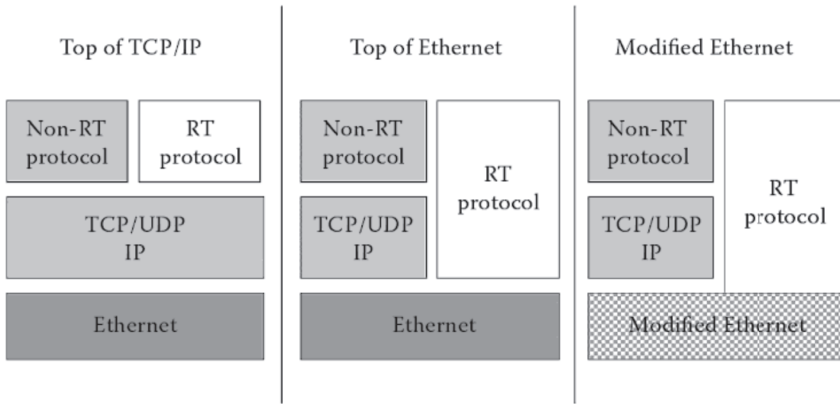 Top of TCP/IP
Non-RT
protocol
RT
protocol
TCP/UDP
IP
Ethernet
Top of Ethernet
Non-RT
protocol
TCP/UDP
IP
RT
protocol
Ethernet
Modified Ethernet
Non-RT
protocol
TCP/UDP
IP
RT
protocol
Modified Ethernet